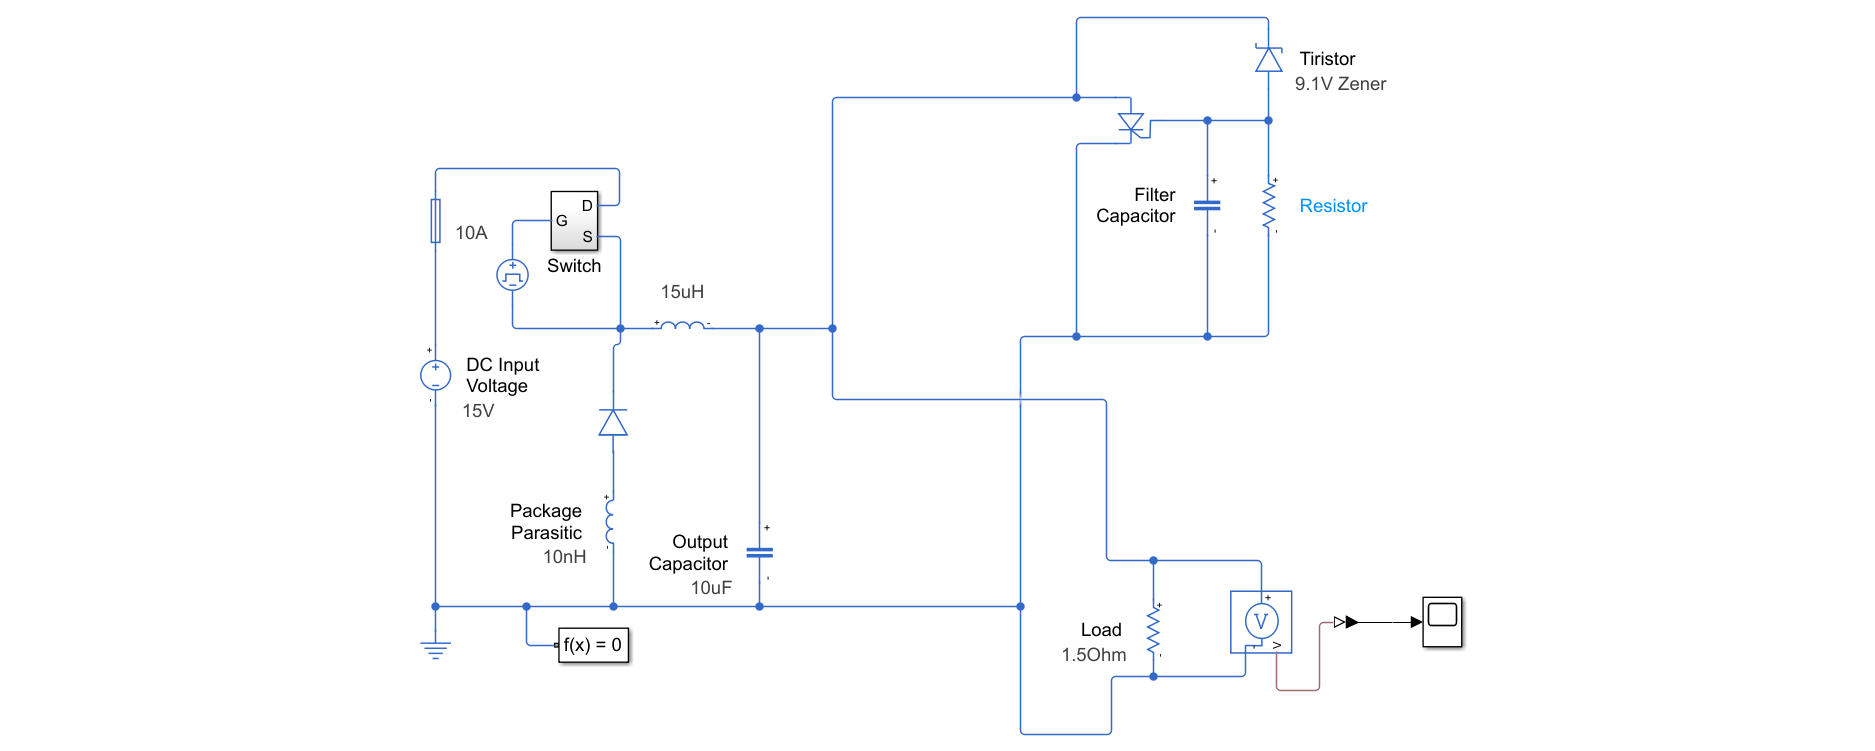 Tiristor
9.1V Zener
D
G
S
Switch
10A
Filter
Capacitor
Resistor
15uH
DC Input
Voltage
15V
Package
Parasitic
10nH
Output
Capacitor
10uF
f(x) = 0
Load
1.5Ohm
V
V